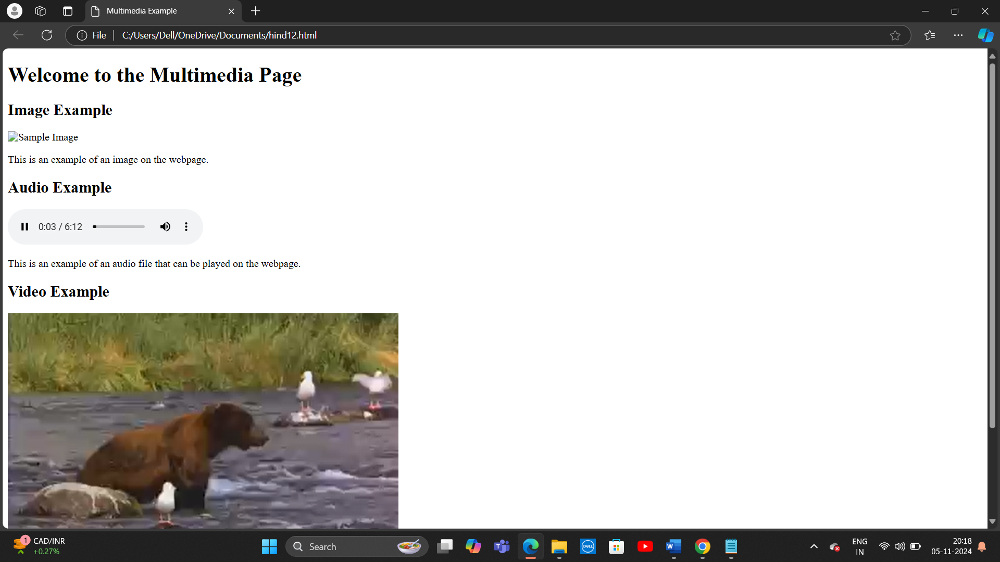 Multimedia Example
File
C:/Users/Dell/OneDrive/Documents/hind12.html
Welcome to the Multimedia Page
Image Example
Sample Image
This is an example of an image on the webpage.
Audio Example
0:03 / 6:12
This is an example of an audio file that can be played on the webpage.
Video Example
1
CAD/INR
+0.27%
Search
T
DELL
W
ENG
IN
20:18
05-11-2024